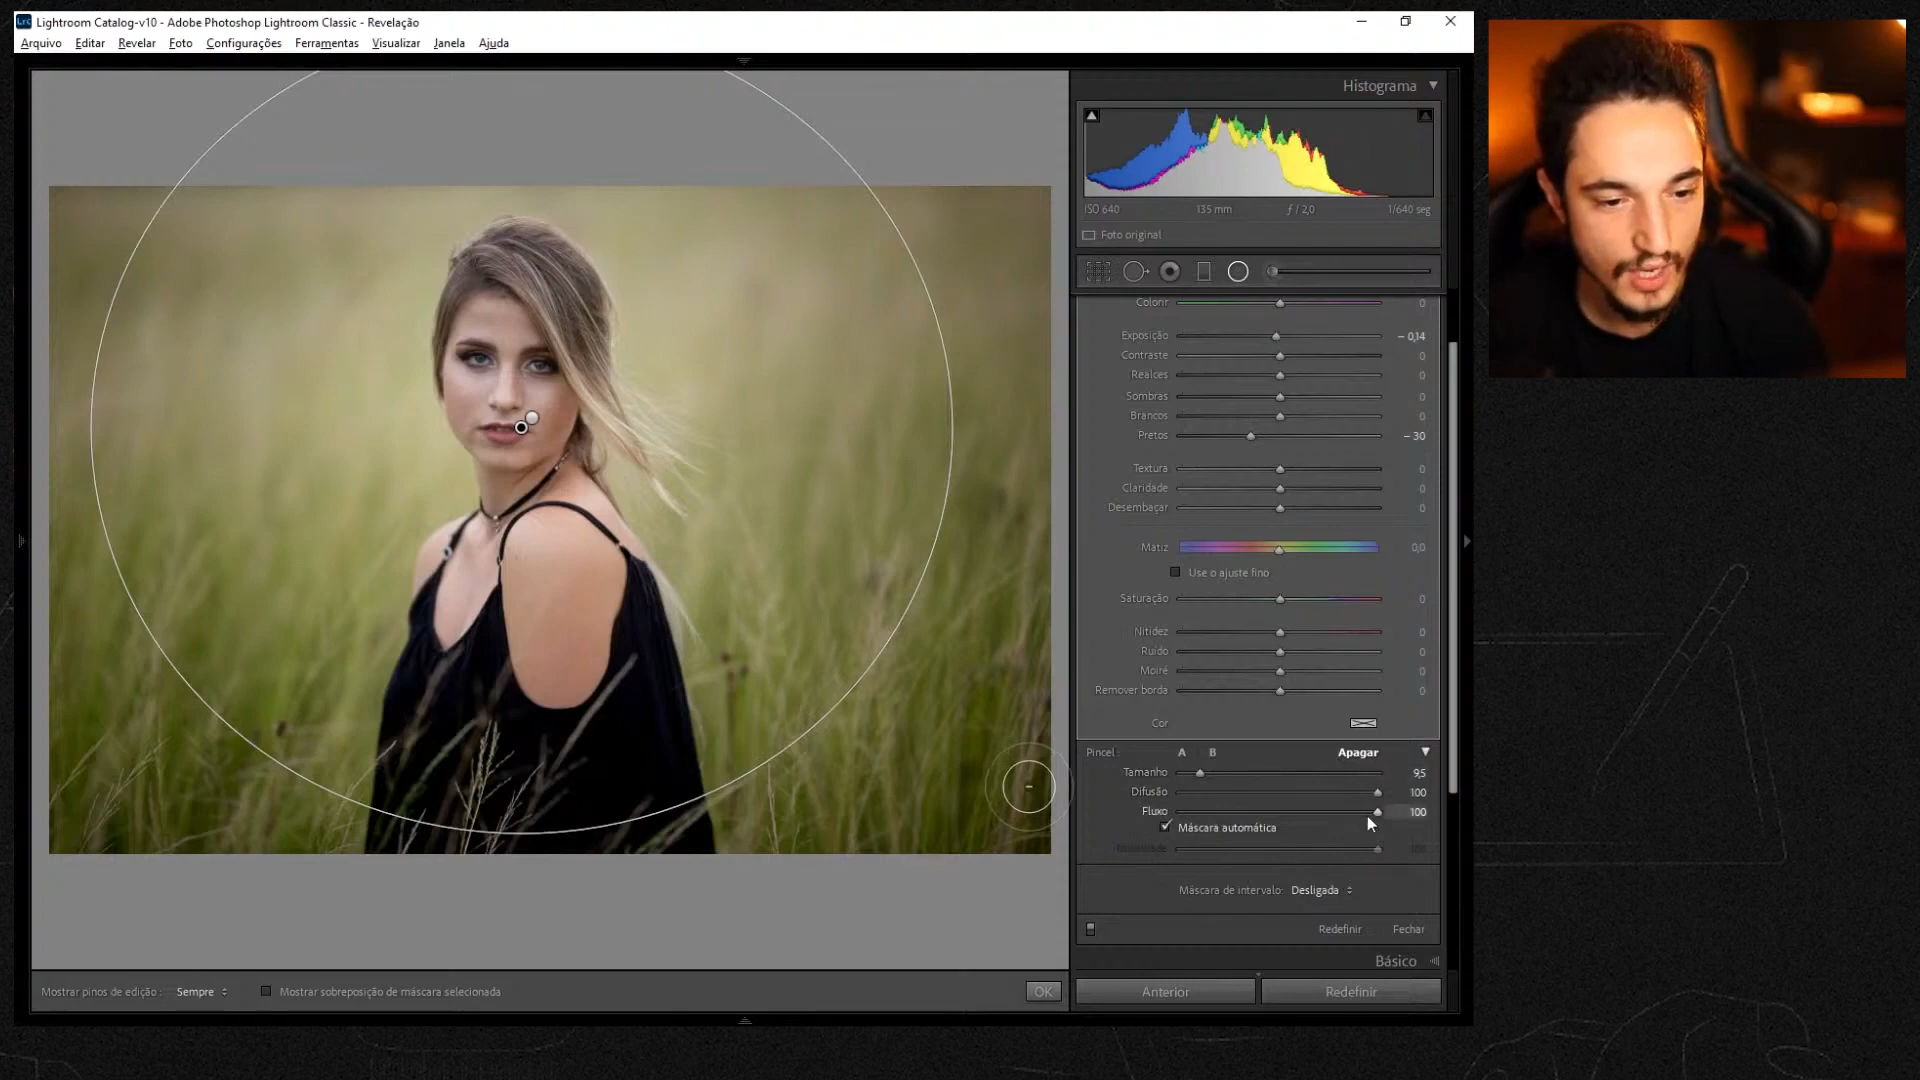 Lightroom Catalog-v10 - Adobe Photoshop Lightroom Classic - Revelação
Arquivo Editar Revelar Foto Configurações Ferramentas Visualizar Janela Ajuda
Histograma
ISO 640 135 mm ƒ / 2,0 1/640 seg
Foto original
Colorir 0
Exposição – 0,14
Contraste 0
Realces 0
Sombras 0
Brancos 0
Pretos – 30
Textura 0
Claridade 0
Desembaçar 0
Matiz 0,0
Use o ajuste fino
Saturação 0
Nitidez 0
Ruído 0
Moiré 0
Remover borda 0
Cor
Pincel : A B Apagar
Tamanho 9,5
Difusão 100
Fluxo 100
Máscara automática
Máscara de intervalo: Desligada
Redefinir Fechar
Básico
Mostrar pinos de edição : Sempre Mostrar sobreposição de máscara selecionada OK
Anterior Redefinir